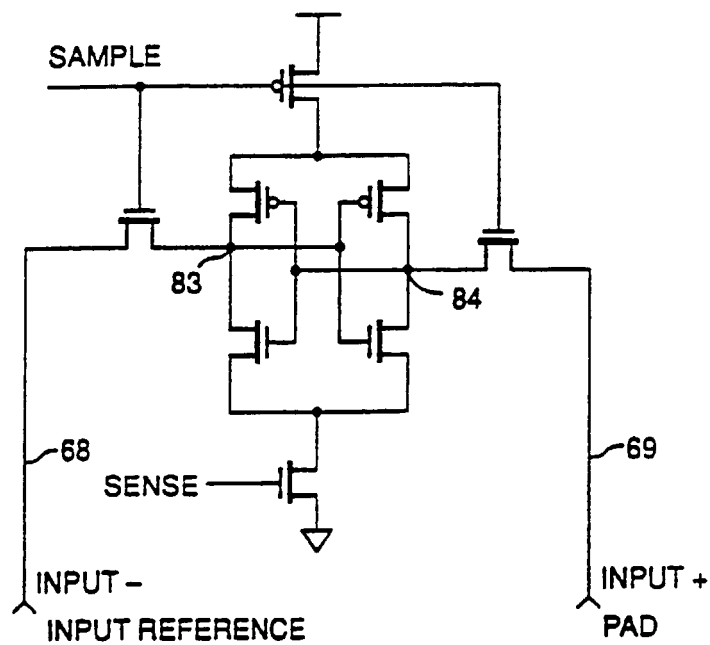 SAMPLE
83
84
68
69
SENSE
INPUT –
INPUT REFERENCE
INPUT +
PAD